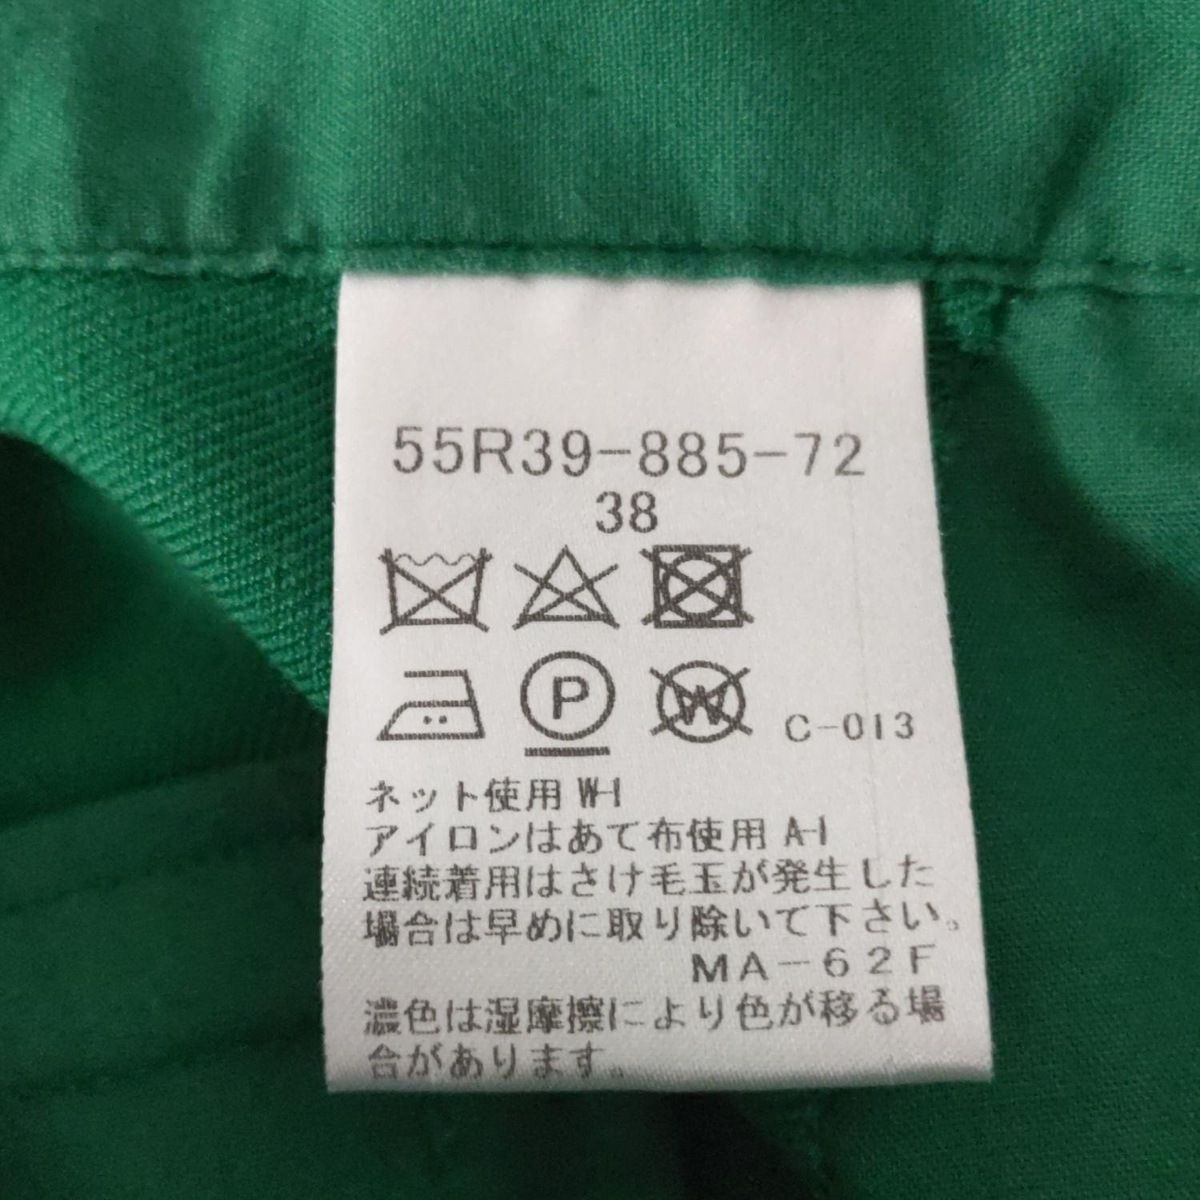 55R39-885-72
38
P
W
C-013
ネット使用 W-1
アイロンはあて布使用 A-1
連続着用はさけ毛玉が発生した
場合は早めに取り除いて下さい。
MA-62F
濃色は湿摩擦により色が移る場
合があります。